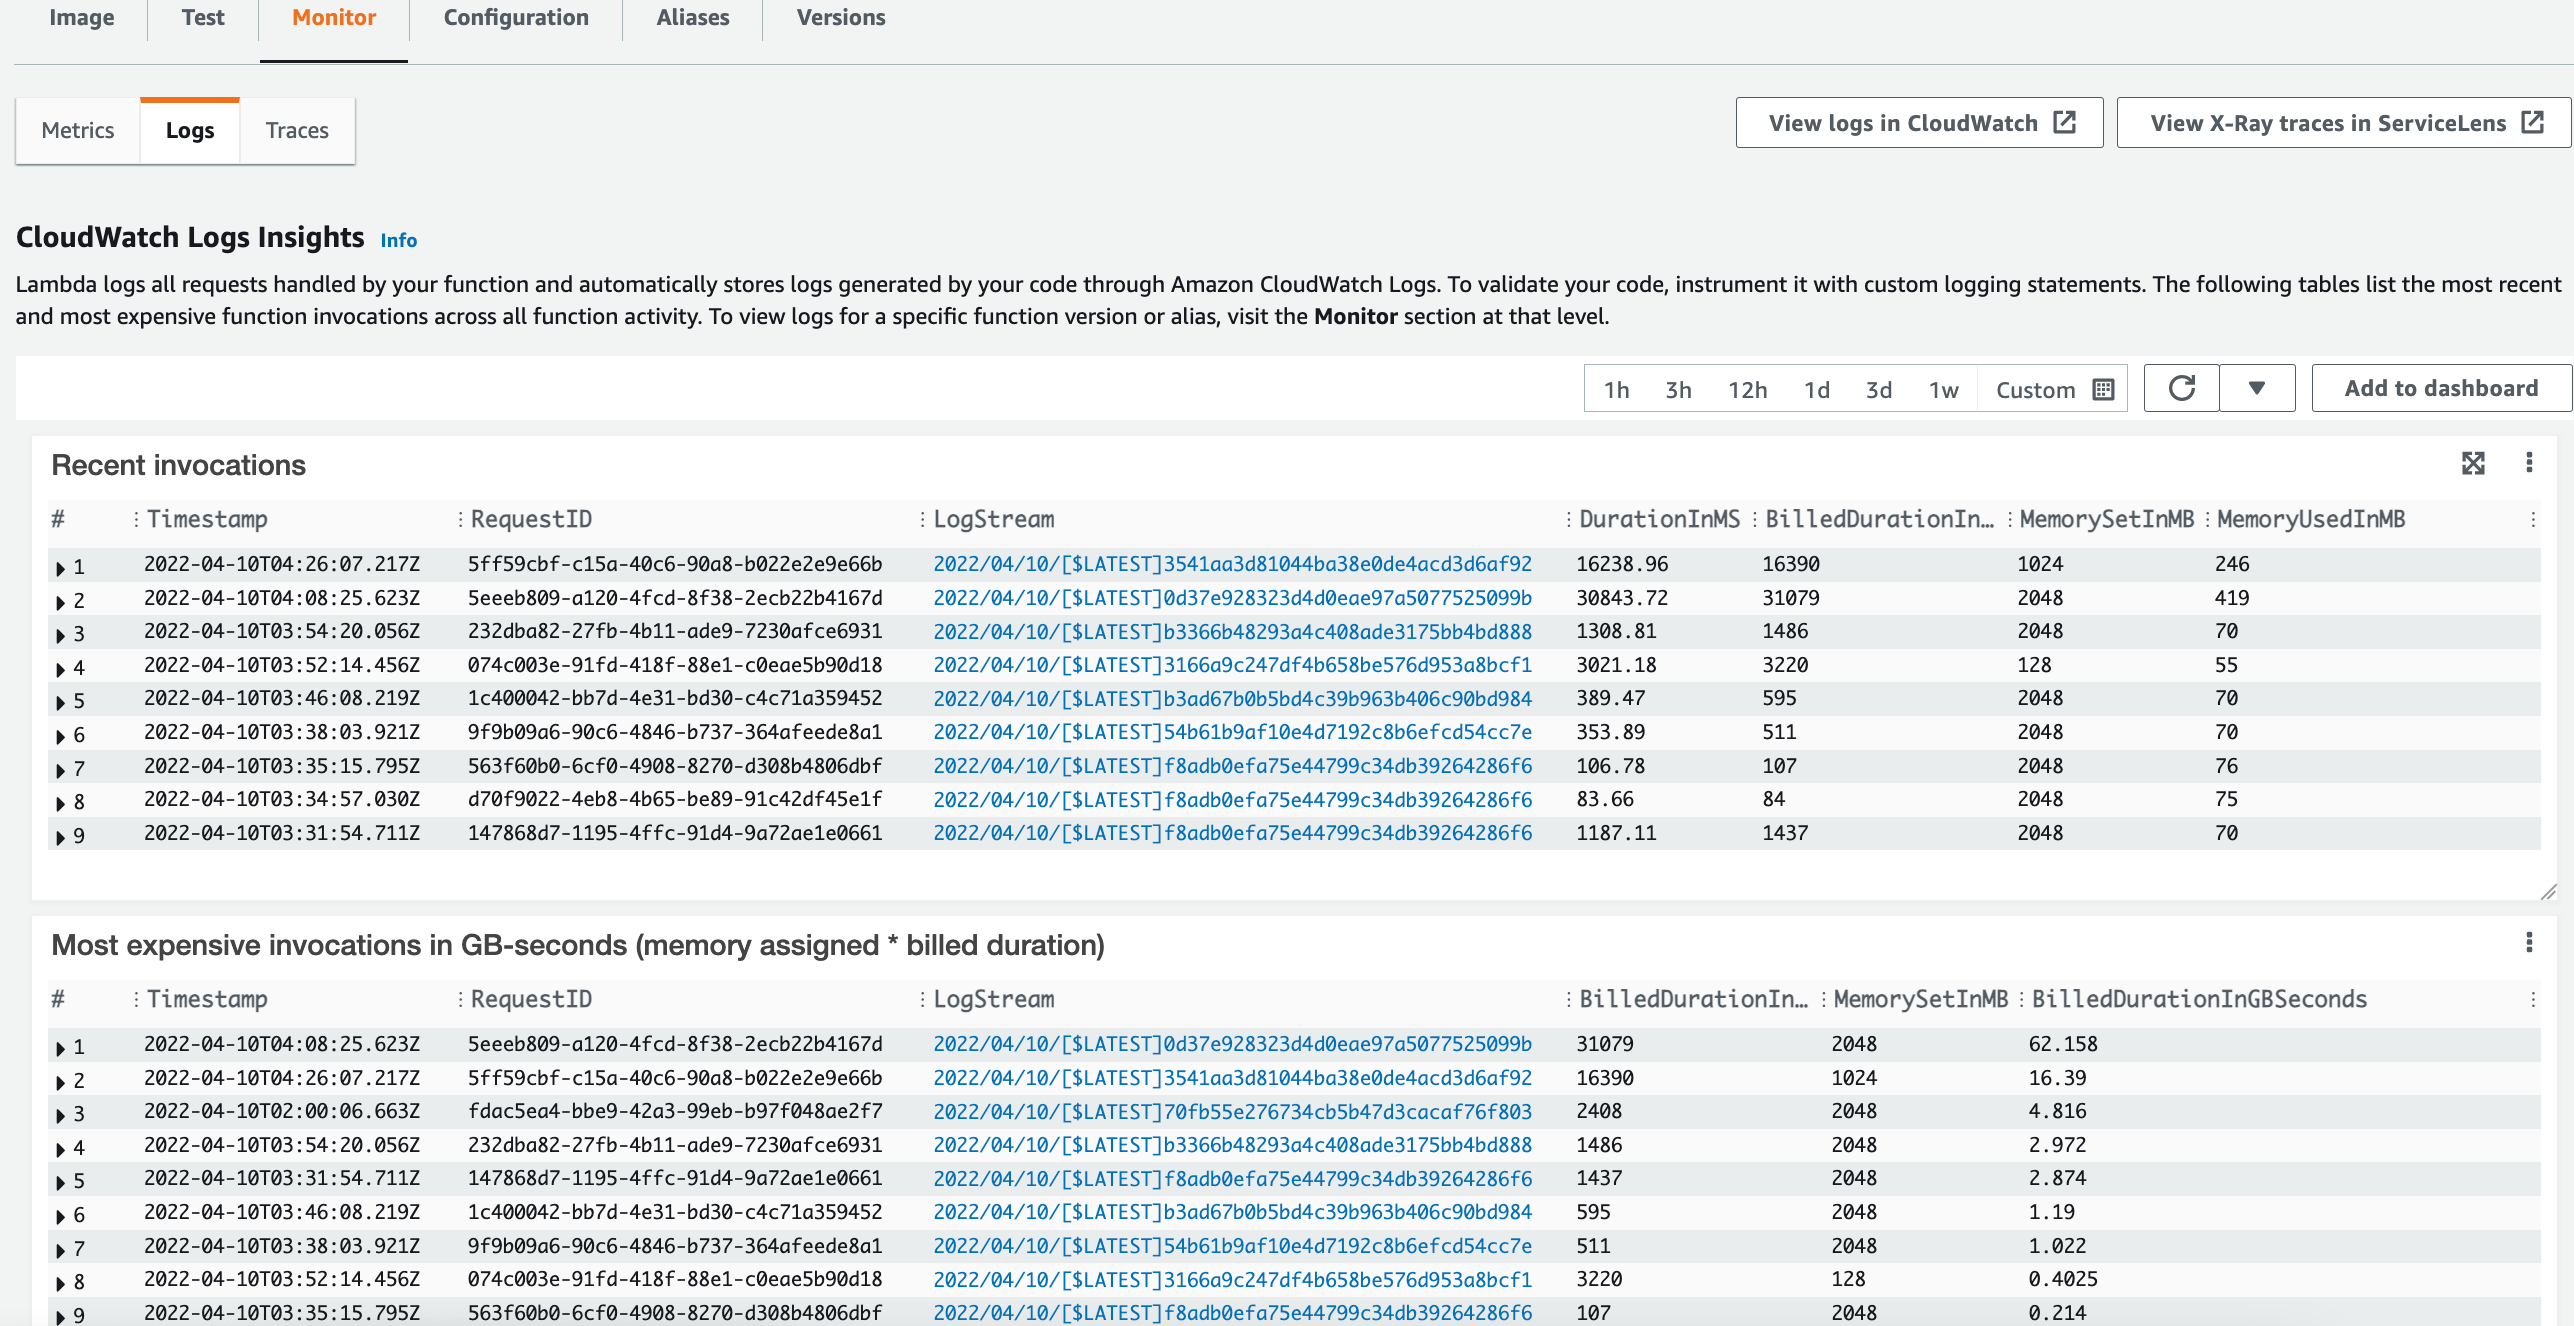 Image Test Monitor Configuration Aliases Versions
Metrics Logs Traces View logs in CloudWatch View X-Ray traces in ServiceLens
CloudWatch Logs Insights Info
Lambda logs all requests handled by your function and automatically stores logs generated by your code through Amazon CloudWatch Logs. To validate your code, instrument it with custom logging statements. The following tables list the most recent
and most expensive function invocations across all function activity. To view logs for a specific function version or alias, visit the Monitor section at that level.
1h 3h 12h 1d 3d 1w Custom Add to dashboard
Recent invocations
# Timestamp RequestID LogStream DurationInMS BilledDurationIn… MemorySetInMB MemoryUsedInMB
1 2022-04-10T04:26:07.217Z 5ff59cbf-c15a-40c6-90a8-b022e2e9e66b 2022/04/10/[$LATEST]3541aa3d81044ba38e0de4acd3d6af92 16238.96 16390 1024 246
2 2022-04-10T04:08:25.623Z 5eeeb809-a120-4fcd-8f38-2ecb22b4167d 2022/04/10/[$LATEST]0d37e928323d4d0eae97a5077525099b 30843.72 31079 2048 419
3 2022-04-10T03:54:20.056Z 232dba82-27fb-4b11-ade9-7230afce6931 2022/04/10/[$LATEST]b3366b48293a4c408ade3175bb4bd888 1308.81 1486 2048 70
4 2022-04-10T03:52:14.456Z 074c003e-91fd-418f-88e1-c0eae5b90d18 2022/04/10/[$LATEST]3166a9c247df4b658be576d953a8bcf1 3021.18 3220 128 55
5 2022-04-10T03:46:08.219Z 1c400042-bb7d-4e31-bd30-c4c71a359452 2022/04/10/[$LATEST]b3ad67b0b5bd4c39b963b406c90bd984 389.47 595 2048 70
6 2022-04-10T03:38:03.921Z 9f9b09a6-90c6-4846-b737-364afeede8a1 2022/04/10/[$LATEST]54b61b9af10e4d7192c8b6efcd54cc7e 353.89 511 2048 70
7 2022-04-10T03:35:15.795Z 563f60b0-6cf0-4908-8270-d308b4806dbf 2022/04/10/[$LATEST]f8adb0efa75e44799c34db39264286f6 106.78 107 2048 76
8 2022-04-10T03:34:57.030Z d70f9022-4eb8-4b65-be89-91c42df45e1f 2022/04/10/[$LATEST]f8adb0efa75e44799c34db39264286f6 83.66 84 2048 75
9 2022-04-10T03:31:54.711Z 147868d7-1195-4ffc-91d4-9a72ae1e0661 2022/04/10/[$LATEST]f8adb0efa75e44799c34db39264286f6 1187.11 1437 2048 70
Most expensive invocations in GB-seconds (memory assigned * billed duration)
# Timestamp RequestID LogStream BilledDurationIn… MemorySetInMB BilledDurationInGBSeconds
1 2022-04-10T04:08:25.623Z 5eeeb809-a120-4fcd-8f38-2ecb22b4167d 2022/04/10/[$LATEST]0d37e928323d4d0eae97a5077525099b 31079 2048 62.158
2 2022-04-10T04:26:07.217Z 5ff59cbf-c15a-40c6-90a8-b022e2e9e66b 2022/04/10/[$LATEST]3541aa3d81044ba38e0de4acd3d6af92 16390 1024 16.39
3 2022-04-10T02:00:06.663Z fdac5ea4-bbe9-42a3-99eb-b97f048ae2f7 2022/04/10/[$LATEST]70fb55e276734cb5b47d3cacaf76f803 2408 2048 4.816
4 2022-04-10T03:54:20.056Z 232dba82-27fb-4b11-ade9-7230afce6931 2022/04/10/[$LATEST]b3366b48293a4c408ade3175bb4bd888 1486 2048 2.972
5 2022-04-10T03:31:54.711Z 147868d7-1195-4ffc-91d4-9a72ae1e0661 2022/04/10/[$LATEST]f8adb0efa75e44799c34db39264286f6 1437 2048 2.874
6 2022-04-10T03:46:08.219Z 1c400042-bb7d-4e31-bd30-c4c71a359452 2022/04/10/[$LATEST]b3ad67b0b5bd4c39b963b406c90bd984 595 2048 1.19
7 2022-04-10T03:38:03.921Z 9f9b09a6-90c6-4846-b737-364afeede8a1 2022/04/10/[$LATEST]54b61b9af10e4d7192c8b6efcd54cc7e 511 2048 1.022
8 2022-04-10T03:52:14.456Z 074c003e-91fd-418f-88e1-c0eae5b90d18 2022/04/10/[$LATEST]3166a9c247df4b658be576d953a8bcf1 3220 128 0.4025
9 2022-04-10T03:35:15.795Z 563f60b0-6cf0-4908-8270-d308b4806dbf 2022/04/10/[$LATEST]f8adb0efa75e44799c34db39264286f6 107 2048 0.214